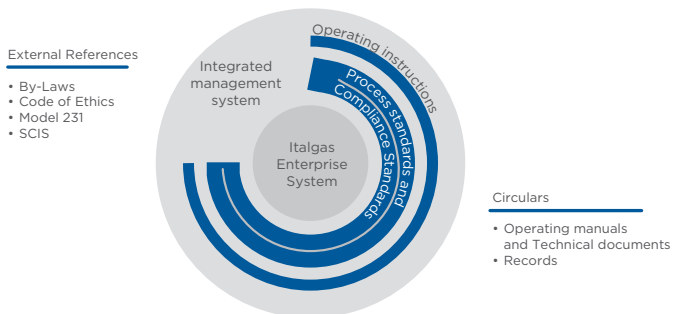 External References
• By-Laws
• Code of Ethics
• Model 231
• SCIS
Integrated
management
system
Operating instructions
Process standards and
Compliance Standards
Italgas
Enterprise
System
Circulars
• Operating manuals
and Technical documents
• Records